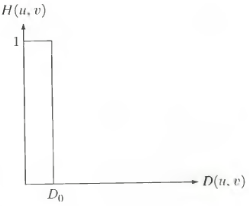 H(u, v)
1
D(u, v)
D₀